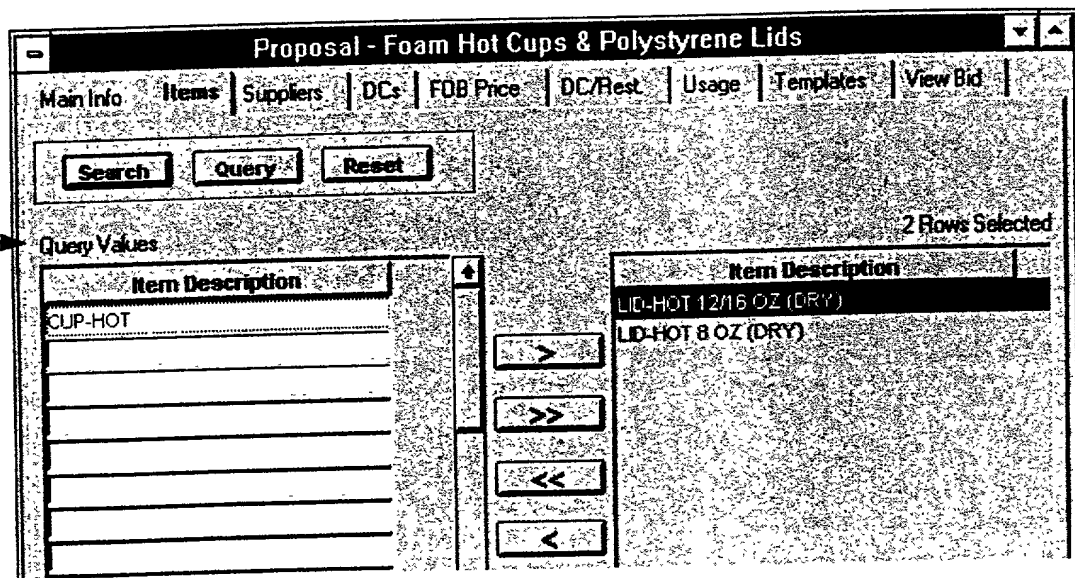 Proposal - Foam Hot Cups & Polystyrene Lids
Main Info Items Suppliers DCs FOB Price DC/Rest. Usage Templates View Bid
Search Query Reset
2 Rows Selected
Query Values
Item Description
CUP-HOT
>
>>
<<
<
Item Description
LID-HOT 12/16 OZ (DRY)
LID-HOT 8 OZ (DRY)